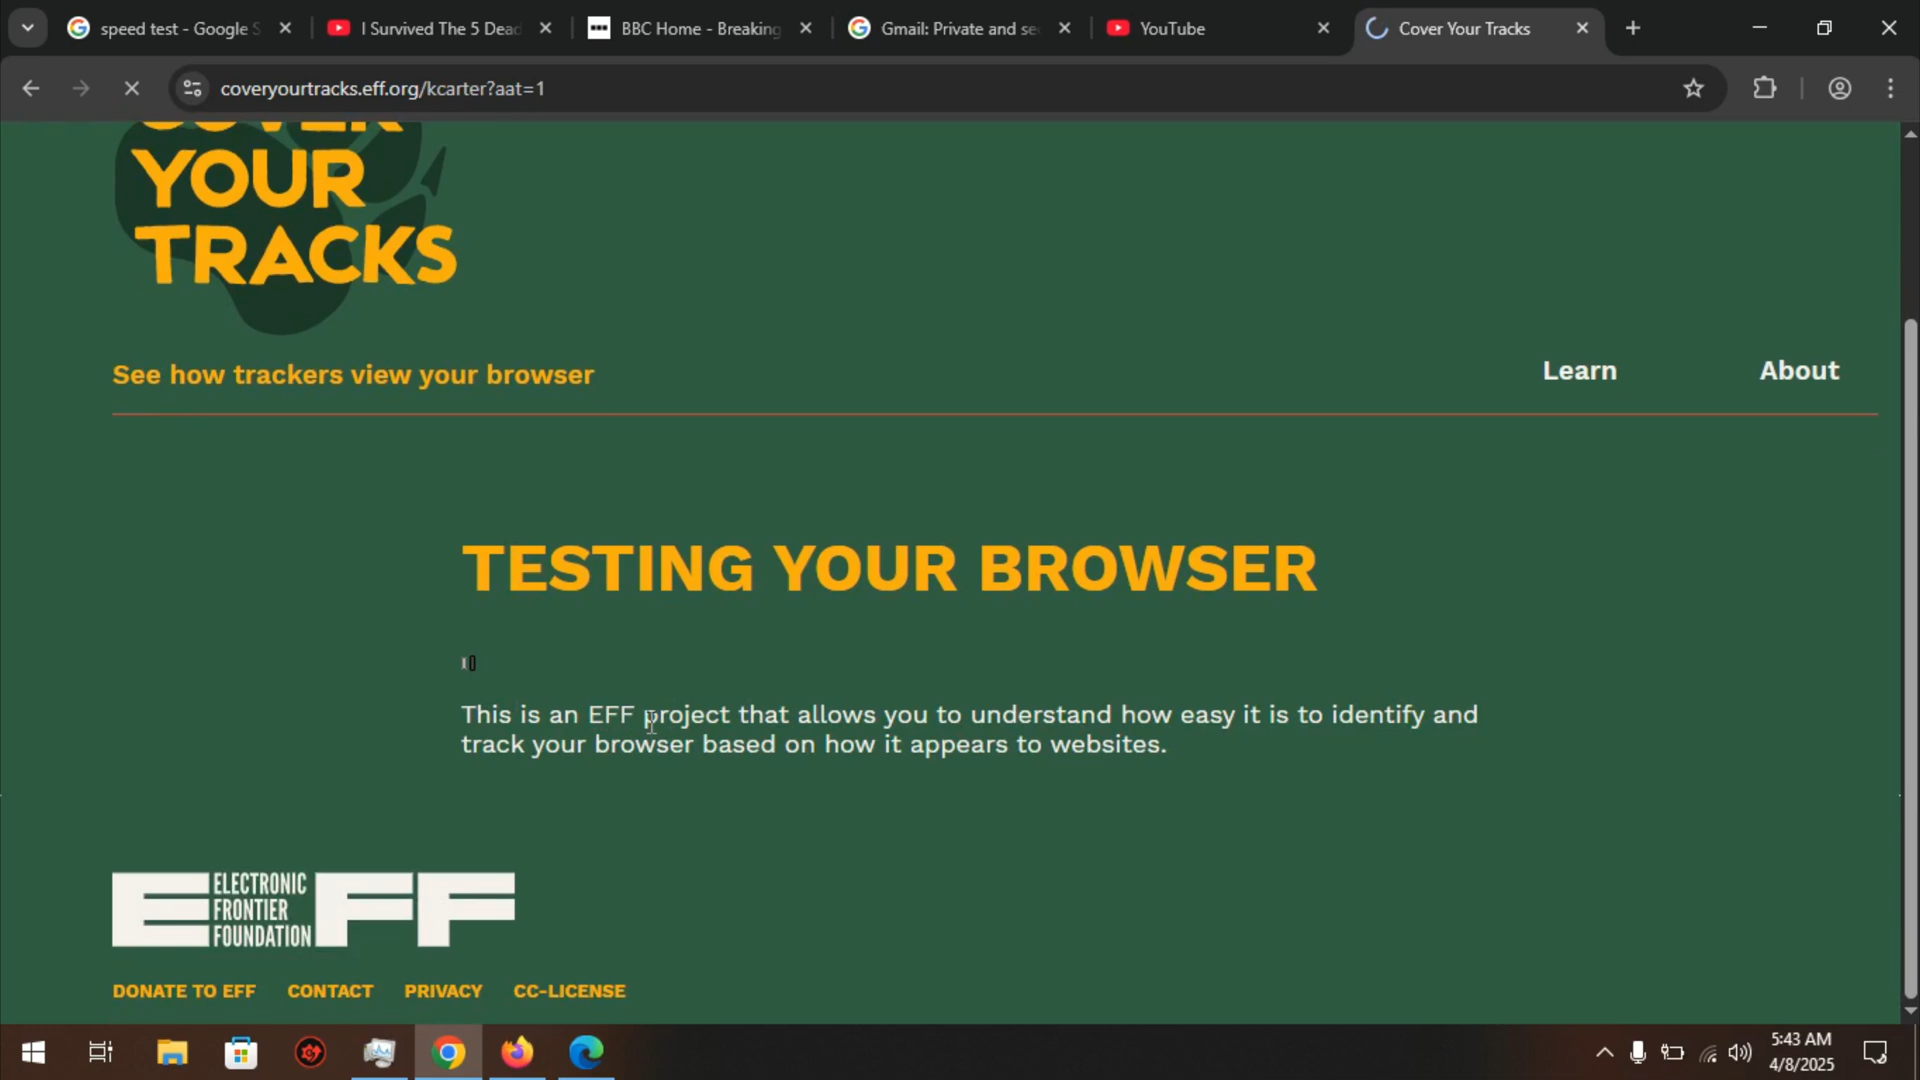 speed test - Google S
I Survived The 5 Dead
BBC Home - Breaking
Gmail: Private and se
YouTube
Cover Your Tracks
coveryourtracks.eff.org/kcarter?aat=1
COVER
YOUR
TRACKS
See how trackers view your browser
Learn
About
TESTING YOUR BROWSER
This is an EFF project that allows you to understand how easy it is to identify and
track your browser based on how it appears to websites.
ELECTRONIC
FRONTIER
FOUNDATION
EFF
DONATE TO EFF
CONTACT
PRIVACY
CC-LICENSE
5:43 AM
4/8/2025